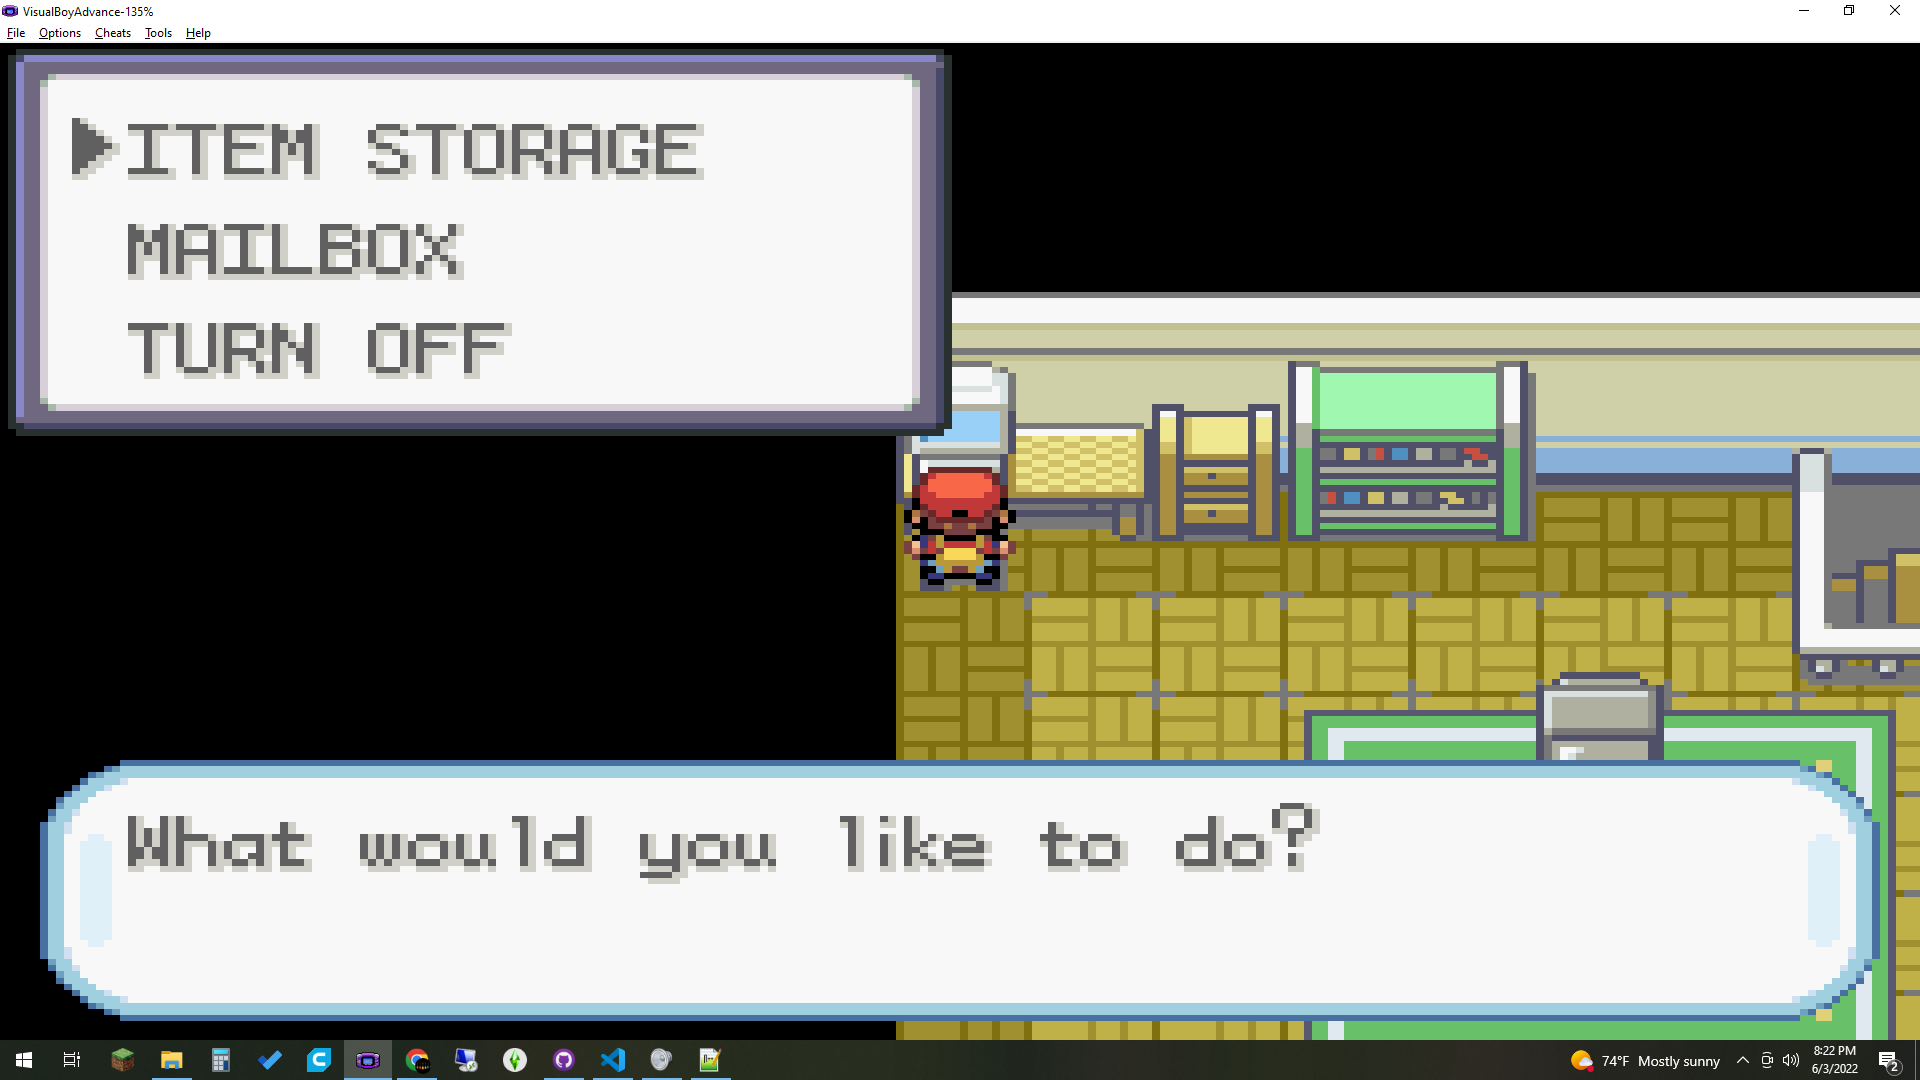 VisualBoyAdvance-135%
File Options Cheats Tools Help
ITEM STORAGE
MAILBOX
TURN OFF
What would you like to do?
74°F Mostly sunny
8:22 PM
6/3/2022
2